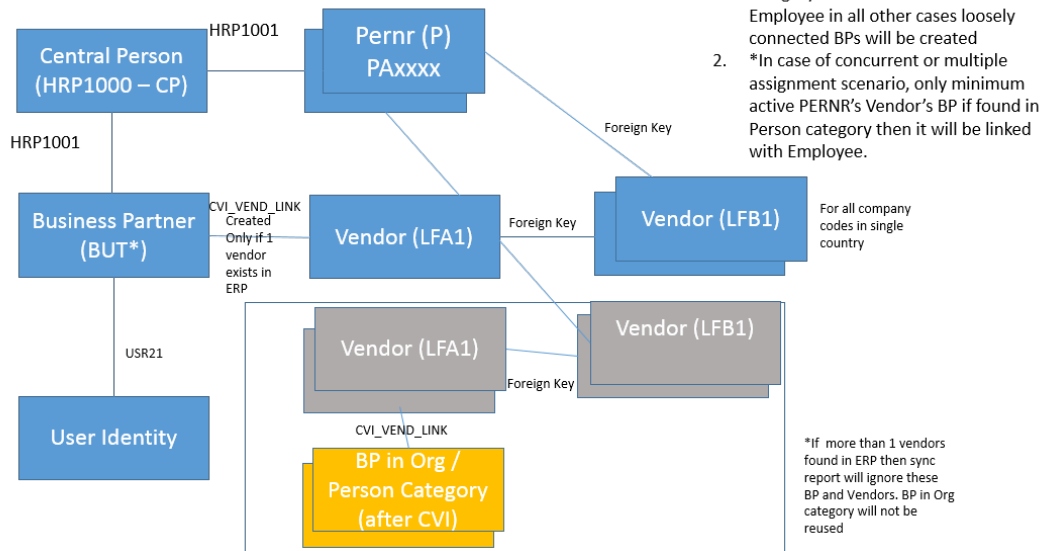 HRP1001
Pernr (P)
PAxxxx
Central Person
(HRP1000 – CP)
Employee in all other cases loosely
connected BPs will be created
2. *In case of concurrent or multiple
assignment scenario, only minimum
active PERNR's Vendor's BP if found in
Person category then it will be linked
with Employee.
Foreign Key
HRP1001
Business Partner
(BUT*)
CVI_VEND_LINK
Created
Only if 1
vendor
exists in
ERP
Vendor (LFA1)
Foreign Key
Vendor (LFB1)
For all company
codes in single
country
Vendor (LFA1)
Vendor (LFB1)
Foreign Key
USR21
User Identity
CVI_VEND_LINK
BP in Org /
Person Category
(after CVI)
*If more than 1 vendors
found in ERP then sync
report will ignore these
BP and Vendors. BP in Org
category will not be
reused